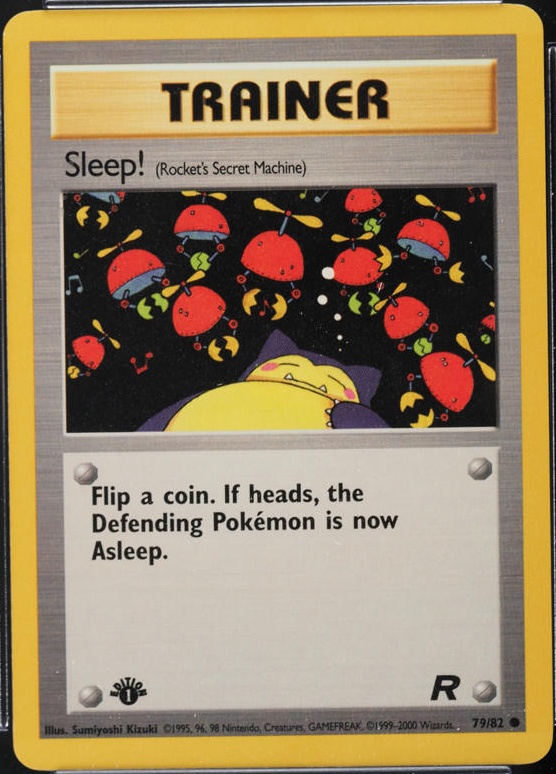 TRAINER
Sleep! (Rocket's Secret Machine)
Flip a coin. If heads, the
Defending Pokémon is now
Asleep.
EDITION
1
R
Illus. Sumiyoshi Kizuki ©1995, 96, 98 Nintendo, Creatures, GAMEFREAK. ©1999-2000 Wizards. 79/82 ●